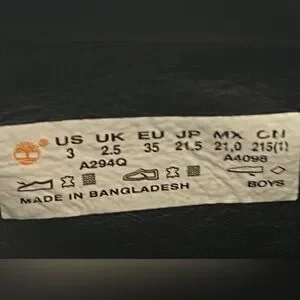 US UK EU JP MX CN
3 2.5 35 21.5 21,0 215(1)
A294Q A4098
BOYS
MADE IN BANGLADESH